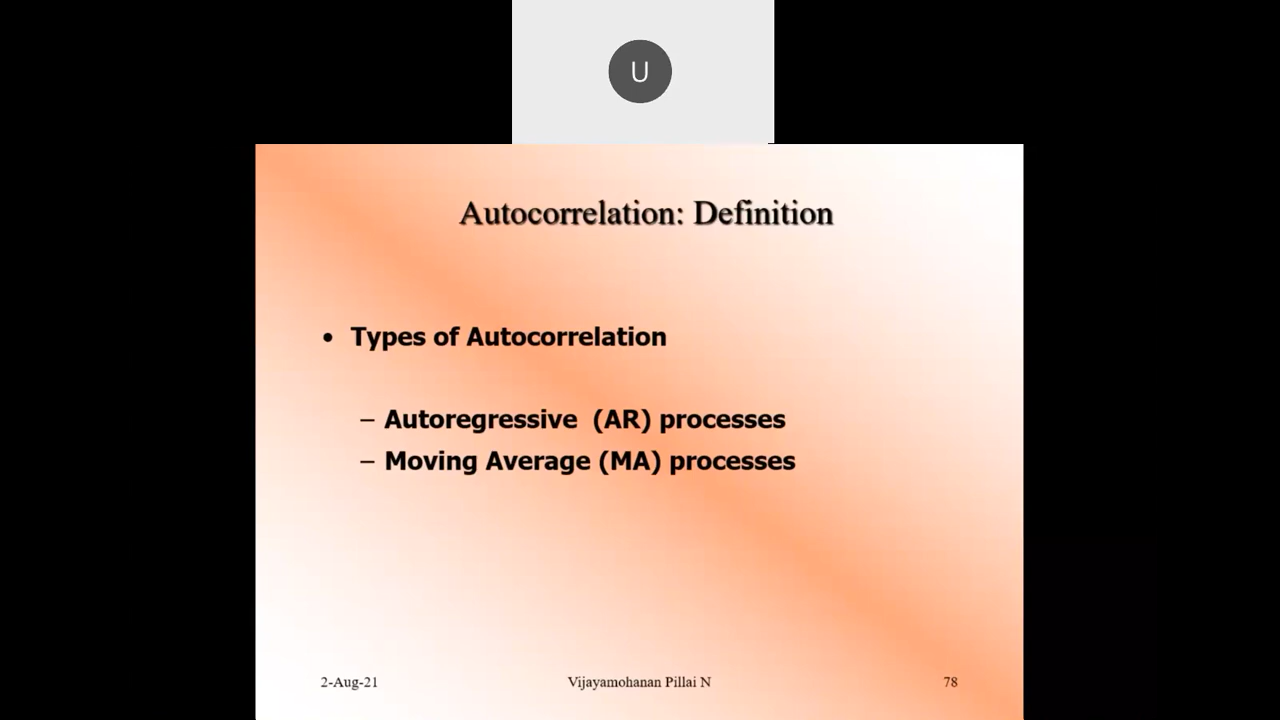 U
Autocorrelation: Definition
• Types of Autocorrelation
– Autoregressive (AR) processes
– Moving Average (MA) processes
2-Aug-21 Vijayamohanan Pillai N 78